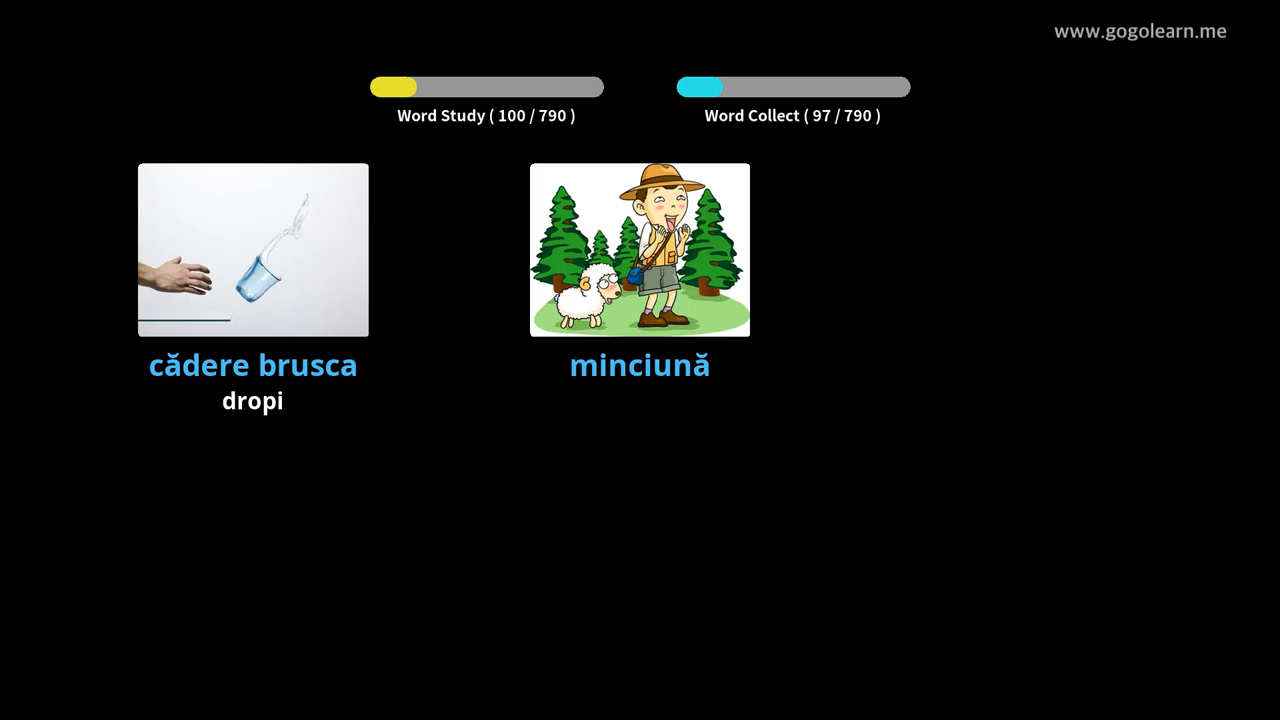 www.gogolearn.me
Word Study ( 100 / 790 )
Word Collect ( 97 / 790 )
cădere brusca
dropi
minciună